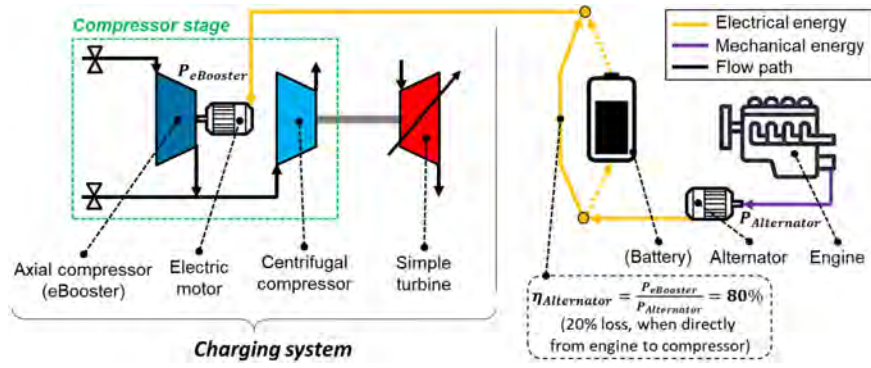 Compressor stage
P_eBooster
Electrical energy
Mechanical energy
Flow path
P_Alternator
Axial compressor
(eBooster)
Electric
motor
Centrifugal
compressor
Simple
turbine
(Battery)
Alternator
Engine
η_Alternator = P_eBooster / P_Alternator = 80%
(20% loss, when directly
from engine to compressor)
Charging system